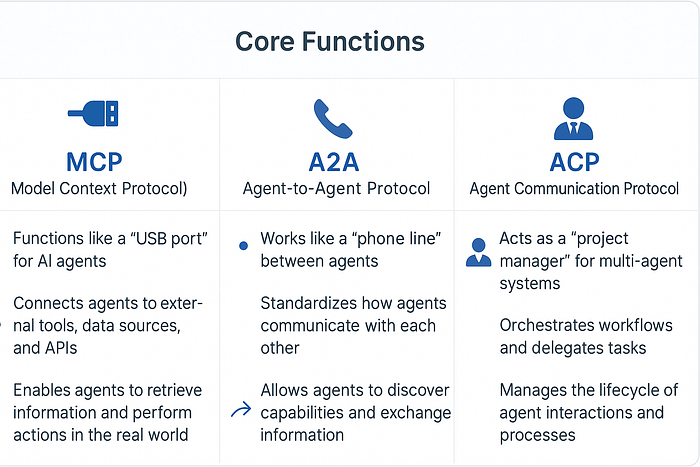 Core Functions
MCP
Model Context Protocol)
Functions like a “USB port”
for AI agents
Connects agents to exter-
nal tools, data sources,
and APIs
Enables agents to retrieve
information and perform
actions in the real world
A2A
Agent-to-Agent Protocol
Works like a “phone line”
between agents
Standardizes how agents
communicate with each
other
Allows agents to discover
capabilities and exchange
information
ACP
Agent Communication Protocol
Acts as a “project
manager” for multi-agent
systems
Orchestrates workflows
and delegates tasks
Manages the lifecycle of
agent interactions and
processes